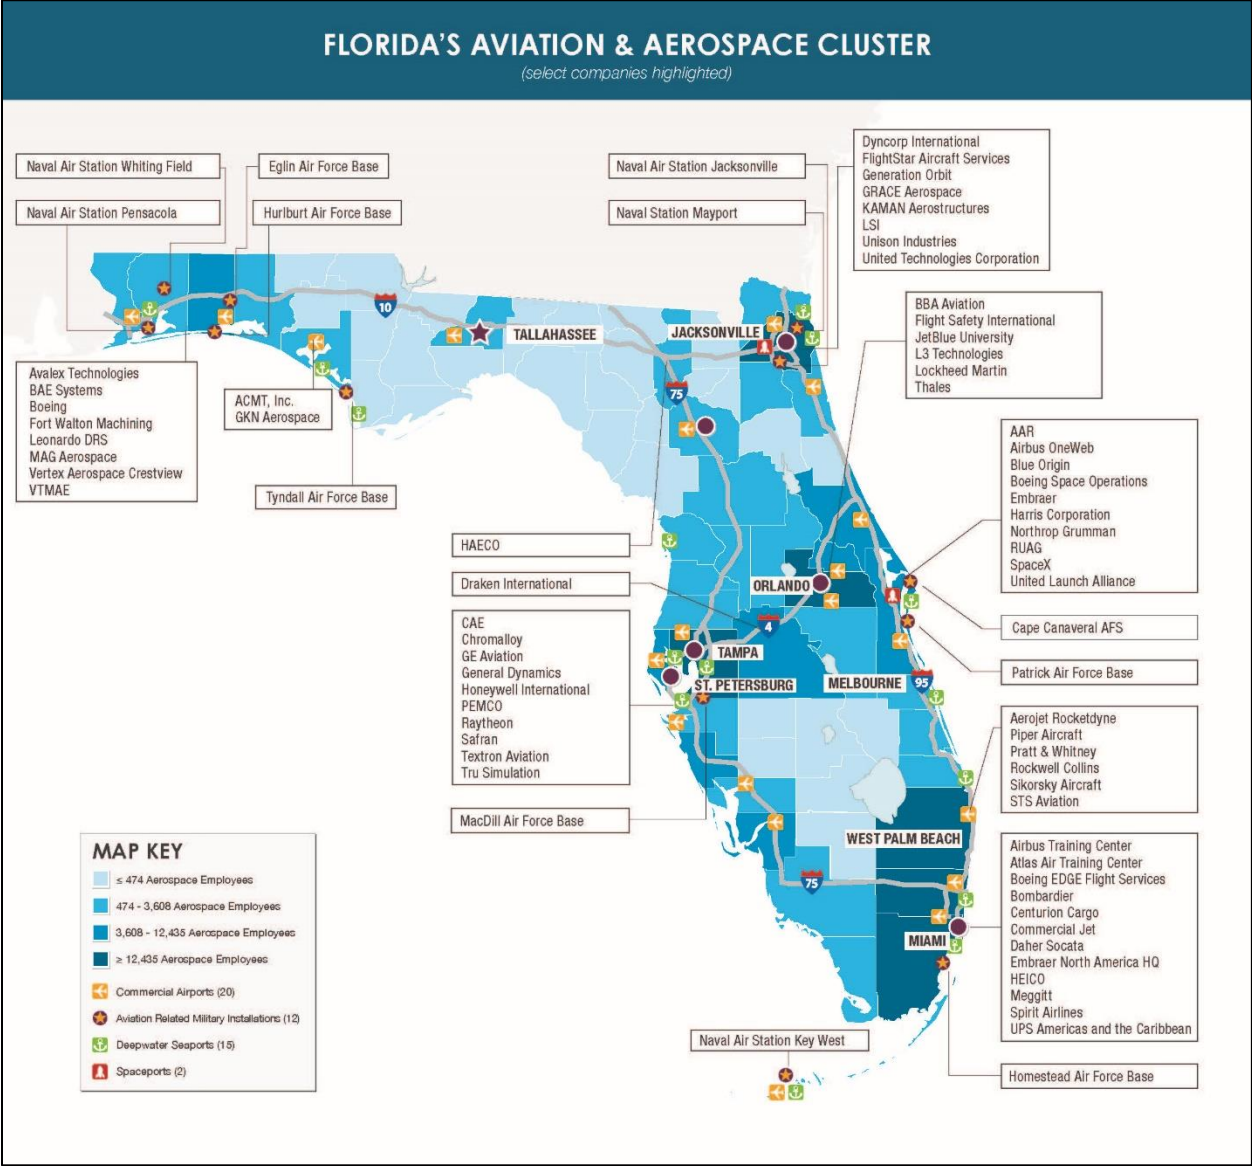 FLORIDA'S AVIATION & AEROSPACE CLUSTER
(select companies highlighted)
Naval Air Station Whiting Field
Eglin Air Force Base
Naval Air Station Pensacola
Hurlburt Air Force Base
Naval Air Station Jacksonville
Naval Station Mayport
Dyncorp International
FlightStar Aircraft Services
Generation Orbit
GRACE Aerospace
KAMAN Aerostructures
LSI
Unison Industries
United Technologies Corporation
BBA Aviation
Flight Safety International
JetBlue University
L3 Technologies
Lockheed Martin
Thales
10
TALLAHASSEE
JACKSONVILLE
75
Avalex Technologies
BAE Systems
Boeing
Fort Walton Machining
Leonardo DRS
MAG Aerospace
Vertex Aerospace Crestview
VTMAE
ACMT, Inc.
GKN Aerospace
Tyndall Air Force Base
AAR
Airbus OneWeb
Blue Origin
Boeing Space Operations
Embraer
Harris Corporation
Northrop Grumman
RUAG
SpaceX
United Launch Alliance
HAECO
Draken International
ORLANDO
4
CAE
Chromalloy
GE Aviation
General Dynamics
Honeywell International
PEMCO
Raytheon
Safran
Textron Aviation
Tru Simulation
TAMPA
ST. PETERSBURG
MELBOURNE
95
Cape Canaveral AFS
Patrick Air Force Base
Aerojet Rocketdyne
Piper Aircraft
Pratt & Whitney
Rockwell Collins
Sikorsky Aircraft
STS Aviation
MacDill Air Force Base
WEST PALM BEACH
75
MIAMI
Airbus Training Center
Atlas Air Training Center
Boeing EDGE Flight Services
Bombardier
Centurion Cargo
Commercial Jet
Daher Socata
Embraer North America HQ
HEICO
Meggitt
Spirit Airlines
UPS Americas and the Caribbean
Naval Air Station Key West
Homestead Air Force Base
MAP KEY
≤ 474 Aerospace Employees
474 - 3,608 Aerospace Employees
3,608 - 12,435 Aerospace Employees
≥ 12,435 Aerospace Employees
Commercial Airports (20)
Aviation Related Military Installations (12)
Deepwater Seaports (15)
Spaceports (2)